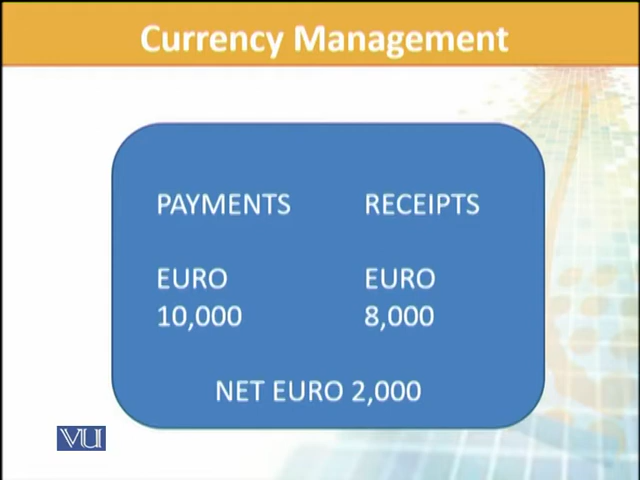 Currency Management
PAYMENTS RECEIPTS
EURO EURO
10,000 8,000
NET EURO 2,000
VU